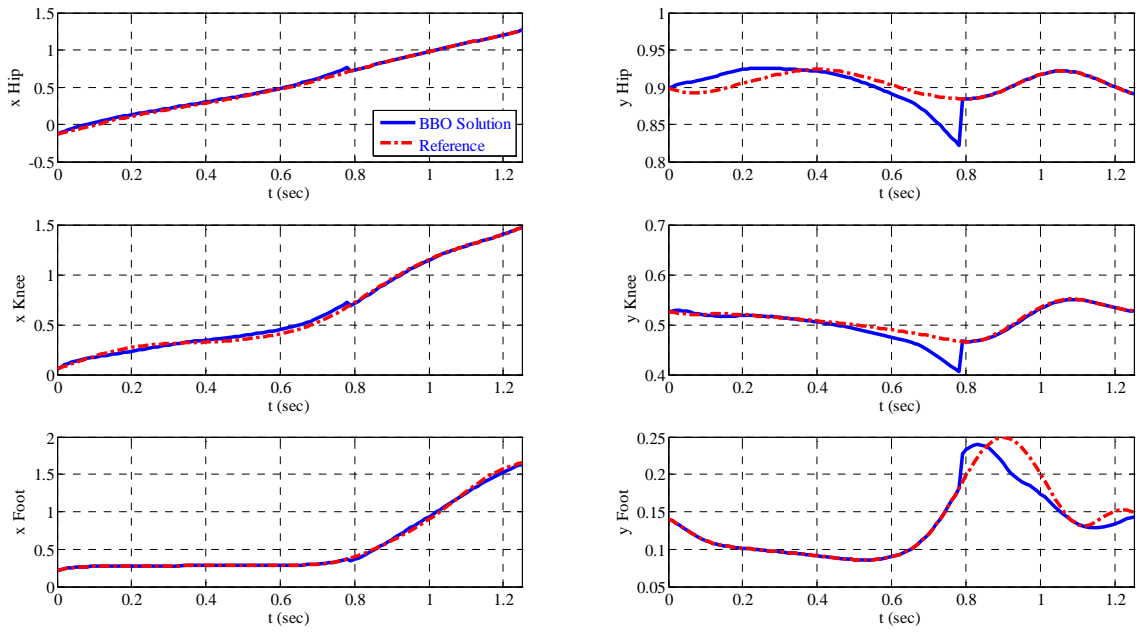 x Hip
1.5
1
0.5
0
-0.5
0 0.2 0.4 0.6 0.8 1 1.2
t (sec)
BBO Solution
Reference
y Hip
1
0.95
0.9
0.85
0.8
0 0.2 0.4 0.6 0.8 1 1.2
t (sec)
x Knee
1.5
1
0.5
0
0 0.2 0.4 0.6 0.8 1 1.2
t (sec)
y Knee
0.7
0.6
0.5
0.4
0 0.2 0.4 0.6 0.8 1 1.2
t (sec)
x Foot
2
1.5
1
0.5
0
0 0.2 0.4 0.6 0.8 1 1.2
t (sec)
y Foot
0.25
0.2
0.15
0.1
0.05
0 0.2 0.4 0.6 0.8 1 1.2
t (sec)